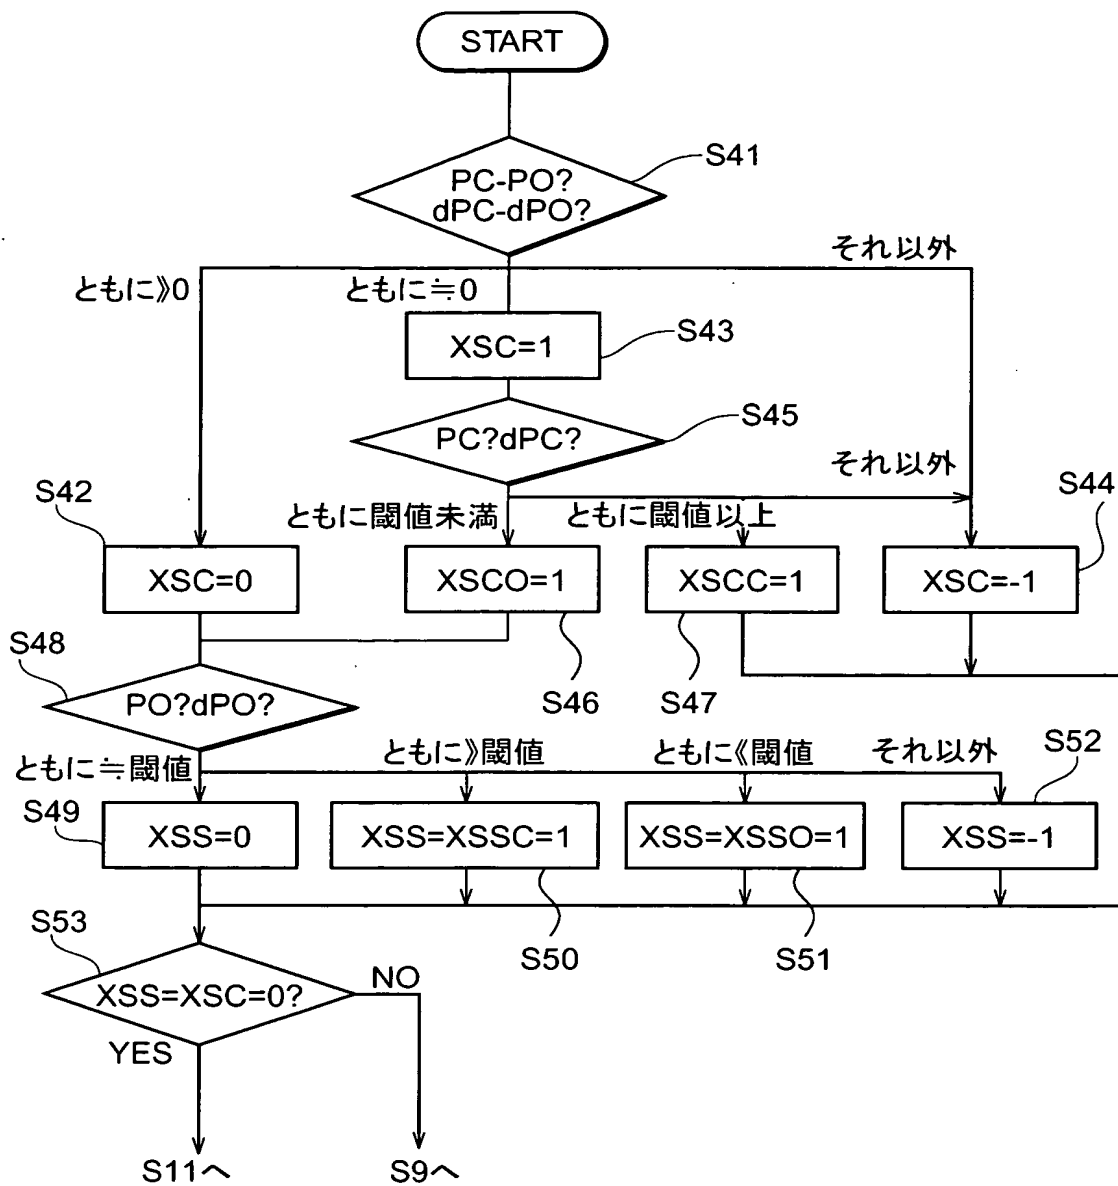 START
S41
PC-PO?
dPC-dPO?
それ以外
ともに》0
ともに≒0
S43
XSC=1
S45
PC?dPC?
それ以外
S42
S44
ともに閾値未満
ともに閾値以上
XSC=0
XSCO=1
XSCC=1
XSC=-1
S48
S46
S47
PO?dPO?
ともに≒閾値
ともに》閾値
ともに《閾値
それ以外
S52
S49
XSS=0
XSS=XSSC=1
XSS=XSSO=1
XSS=-1
S53
S50
S51
NO
XSS=XSC=0?
YES
S11へ
S9へ